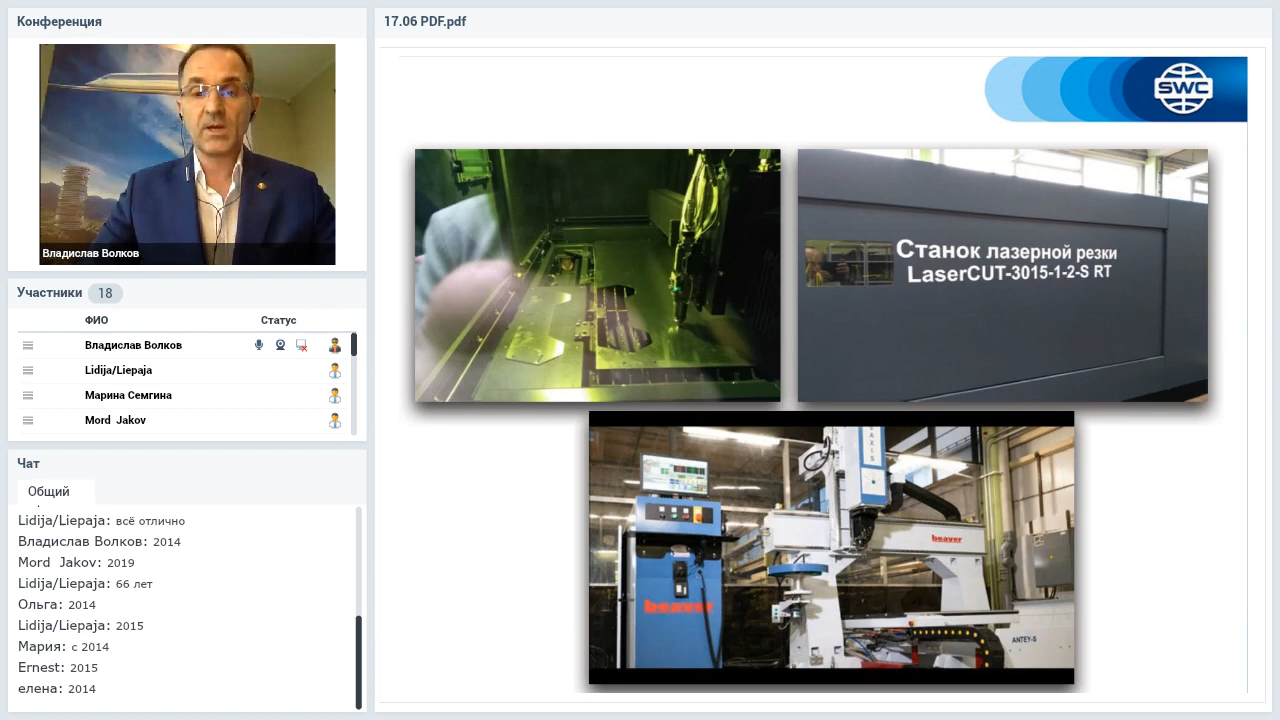 Конференция
Владислав Волков
Участники 18
ФИО Статус
Владислав Волков
Lidija/Liepaja
Марина Семгина
Mord Jakov
Чат
Общий
Lidija/Liepaja: всё отлично
Владислав Волков: 2014
Mord Jakov: 2019
Lidija/Liepaja: 66 лет
Ольга: 2014
Lidija/Liepaja: 2015
Мария: с 2014
Ernest: 2015
елена: 2014
17.06 PDF.pdf
SWC
Станок лазерной резки
LaserCUT-3015-1-2-S RT
AXIS
beaver
beaver
ANTEY-S